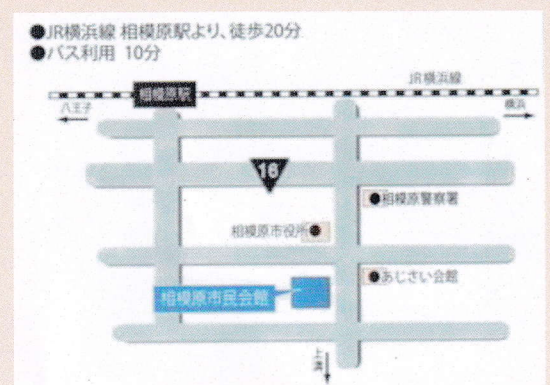 ●JR横浜線 相模原駅より、徒歩20分
●バス利用 10分
JR横浜線
相模原駅
八王子
横浜
16
●相模原警察署
相模原市役所●
●あじさい会館
相模原市民会館
上溝